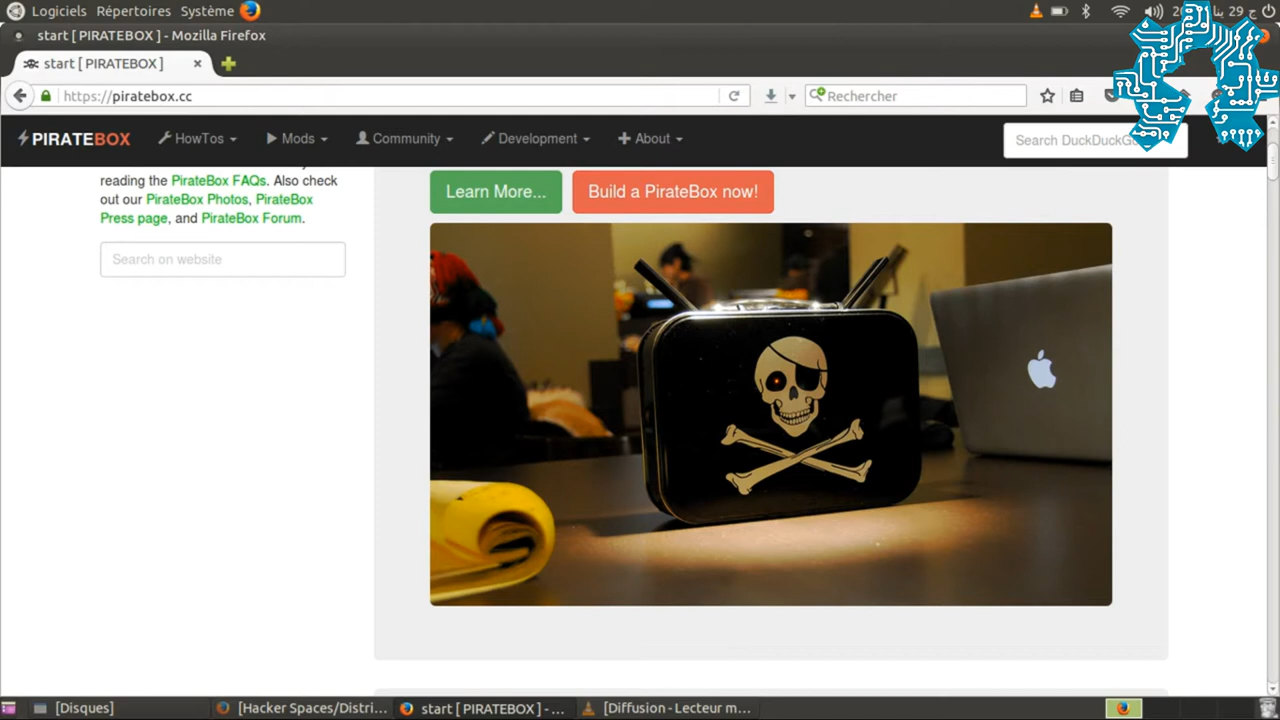 Logiciels Répertoires Système
start [ PIRATEBOX ] - Mozilla Firefox
start [ PIRATEBOX ]
https://piratebox.cc
Rechercher
PIRATEBOX HowTos Mods Community Development About
reading the PirateBox FAQs. Also check
out our PirateBox Photos, PirateBox
Press page, and PirateBox Forum.
Search on website
Learn More...
Build a PirateBox now!
[Disques] [Hacker Spaces/Distri... start [ PIRATEBOX ] - ... [Diffusion - Lecteur m...